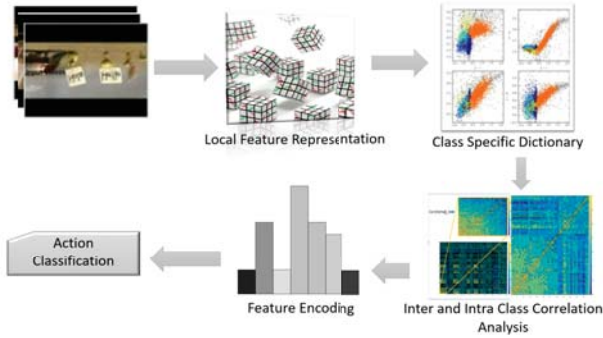 Local Feature Representation
Class Specific Dictionary
Inter and Intra Class Correlation
Analysis
Feature Encoding
Action
Classification